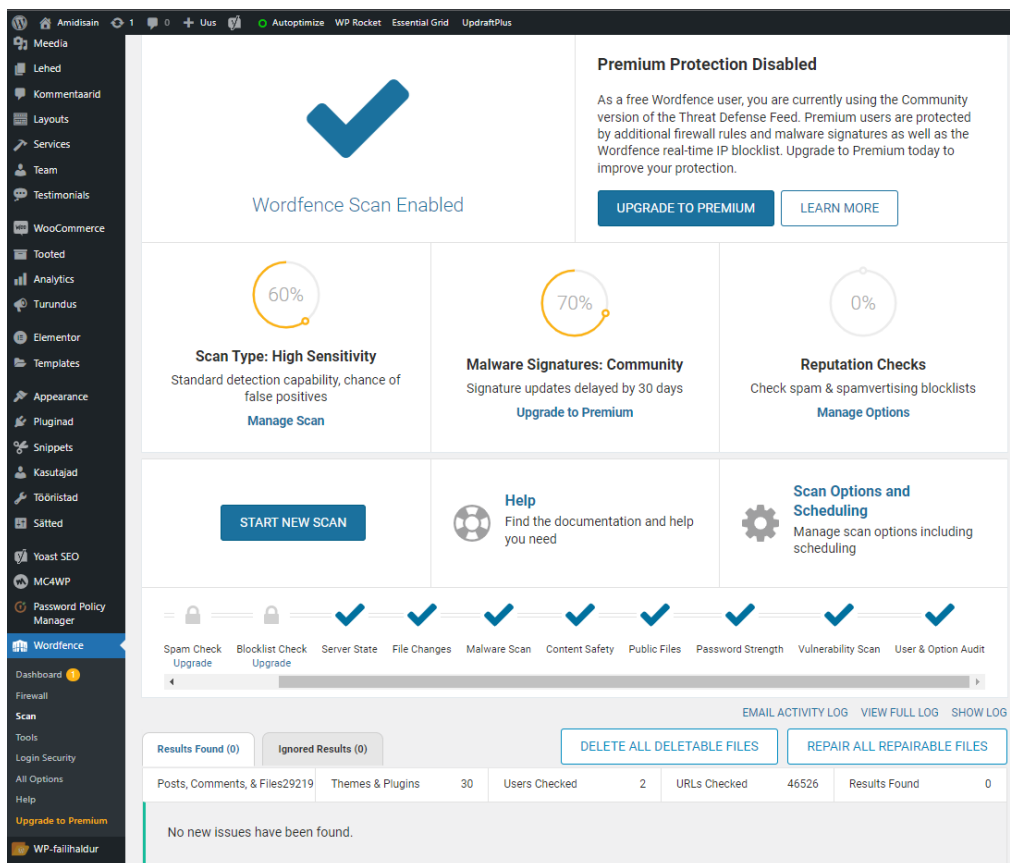 Amidisain 1 0 Uus Autoptimize WP Rocket Essential Grid UpdraftPlus
Meedia
Lehed
Kommentaarid
Layouts
Services
Team
Testimonials
WooCommerce
Tooted
Analytics
Turundus
Elementor
Templates
Appearance
Pluginad
Snippets
Kasutajad
Tööriistad
Sätted
Yoast SEO
MC4WP
Password Policy
Manager
Wordfence
Dashboard 1
Firewall
Scan
Tools
Login Security
All Options
Help
Upgrade to Premium
WP-failihaldur
Wordfence Scan Enabled
Premium Protection Disabled
As a free Wordfence user, you are currently using the Community
version of the Threat Defense Feed. Premium users are protected
by additional firewall rules and malware signatures as well as the
Wordfence real-time IP blocklist. Upgrade to Premium today to
improve your protection.
UPGRADE TO PREMIUM LEARN MORE
60%
Scan Type: High Sensitivity
Standard detection capability, chance of
false positives
Manage Scan
70%
Malware Signatures: Community
Signature updates delayed by 30 days
Upgrade to Premium
0%
Reputation Checks
Check spam & spamvertising blocklists
Manage Options
START NEW SCAN
Help
Find the documentation and help
you need
Scan Options and
Scheduling
Manage scan options including
scheduling
Spam Check Blocklist Check Server State File Changes Malware Scan Content Safety Public Files Password Strength Vulnerability Scan User & Option Audit
Upgrade Upgrade
EMAIL ACTIVITY LOG VIEW FULL LOG SHOW LOG
Results Found (0) Ignored Results (0) DELETE ALL DELETABLE FILES REPAIR ALL REPAIRABLE FILES
Posts, Comments, & Files29219 Themes & Plugins 30 Users Checked 2 URLs Checked 46526 Results Found 0
No new issues have been found.